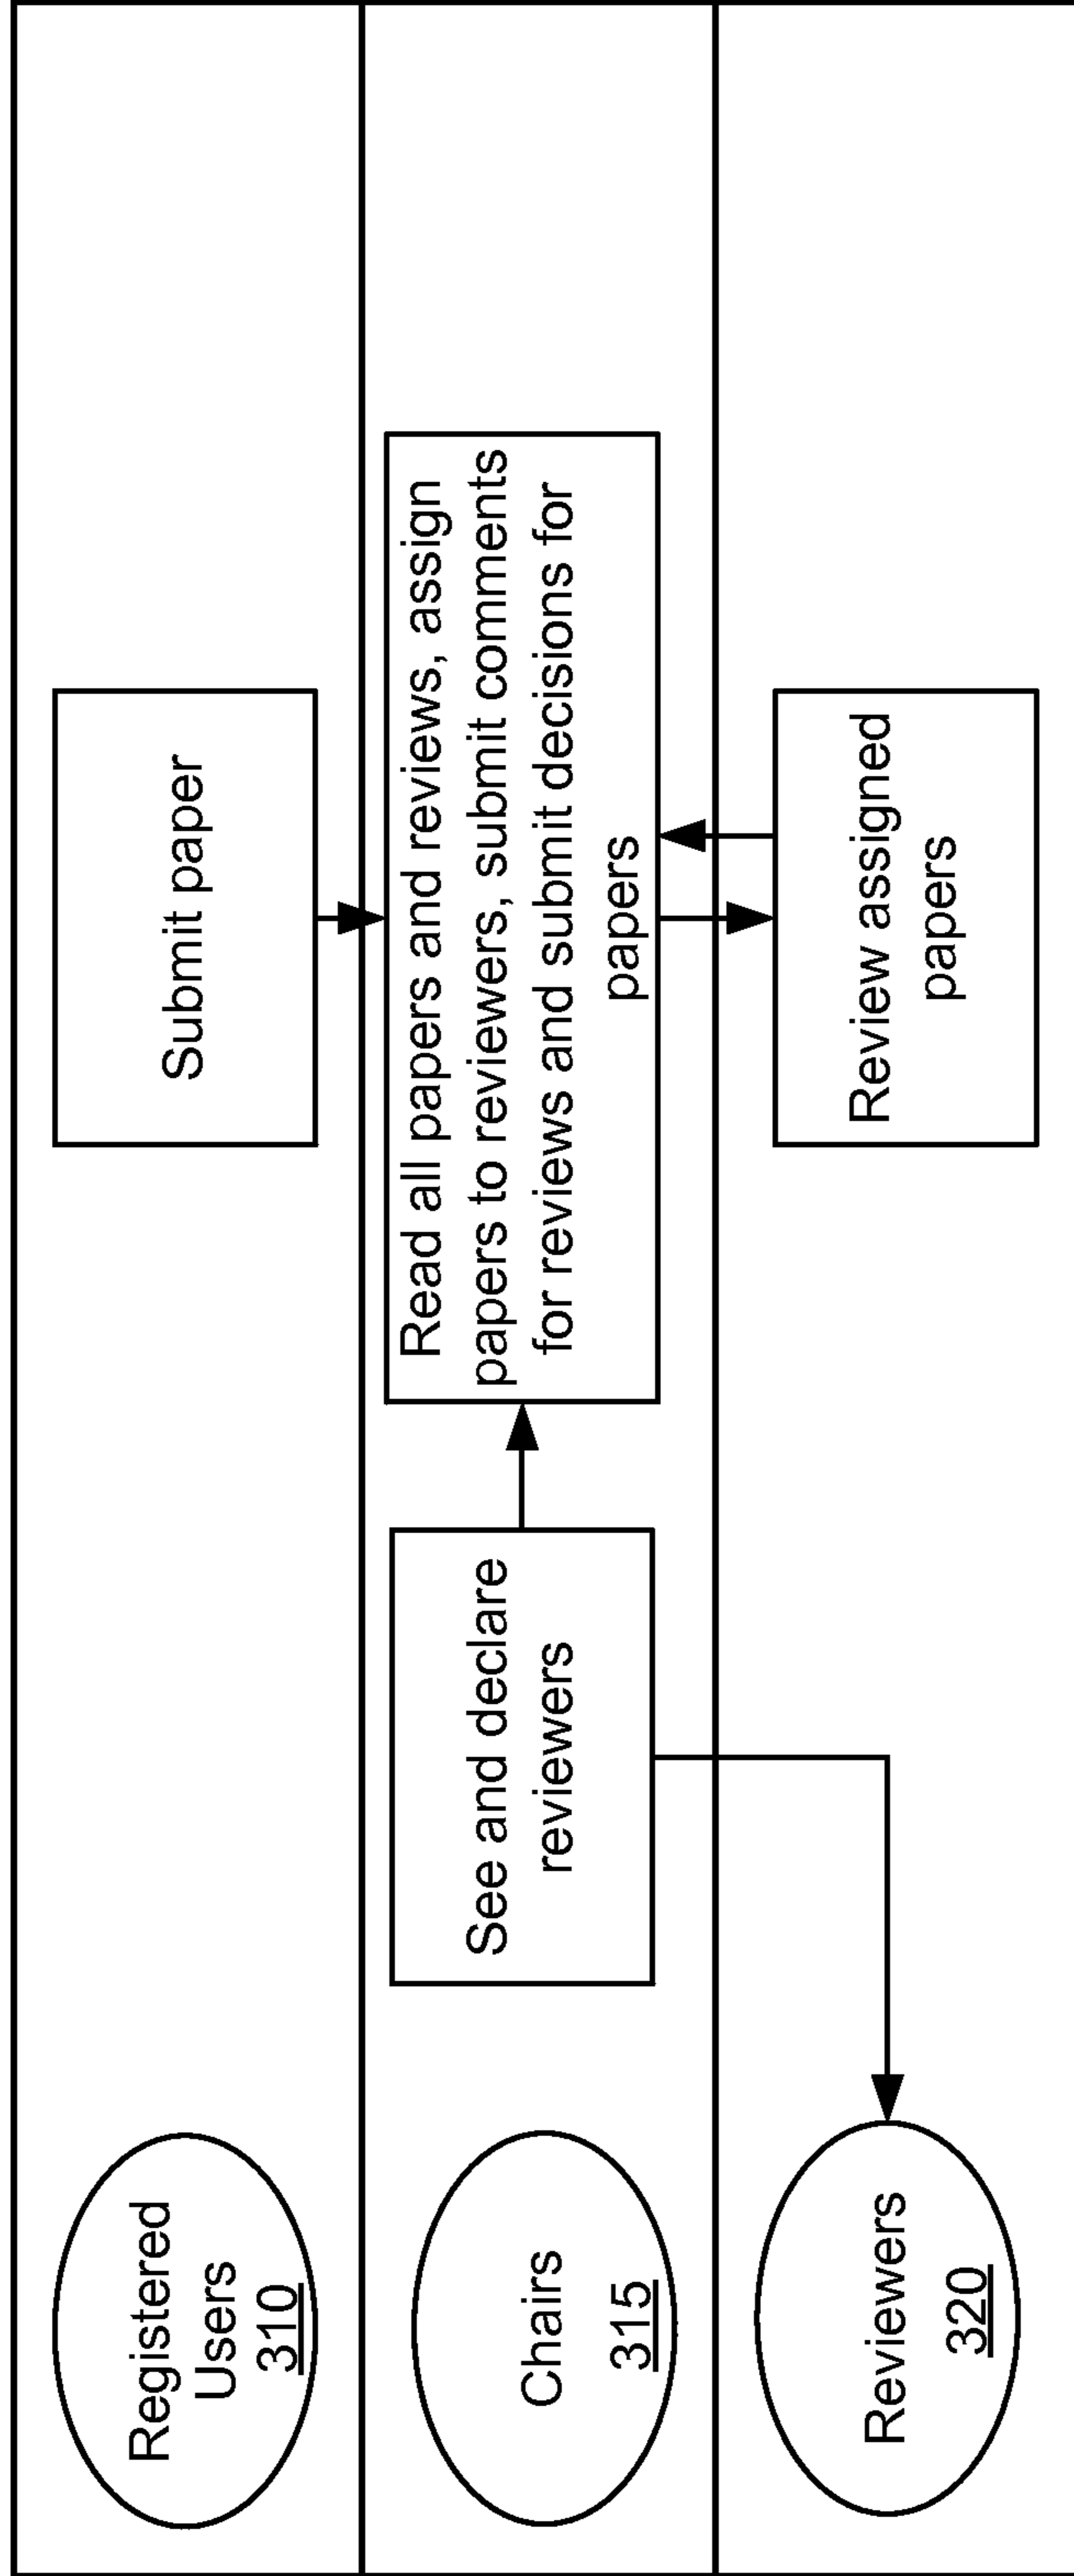 Registered
Users
310
Submit paper
Chairs
315
See and declare
reviewers
Read all papers and reviews, assign
papers to reviewers, submit comments
for reviews and submit decisions for
papers
Reviewers
320
Review assigned
papers